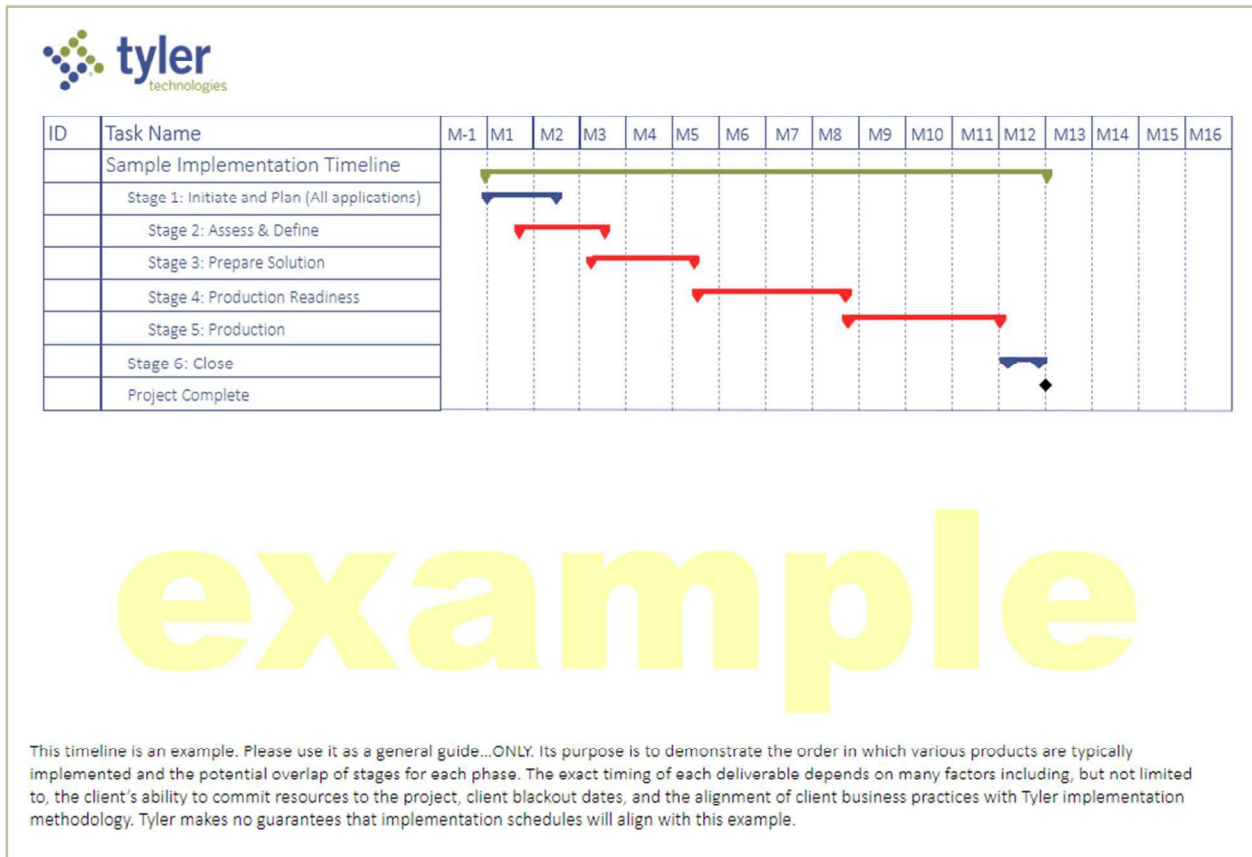 tyler
technologies
ID Task Name M-1 M1 M2 M3 M4 M5 M6 M7 M8 M9 M10 M11 M12 M13 M14 M15 M16
Sample Implementation Timeline
Stage 1: Initiate and Plan (All applications)
Stage 2: Assess & Define
Stage 3: Prepare Solution
Stage 4: Production Readiness
Stage 5: Production
Stage 6: Close
Project Complete
example
This timeline is an example. Please use it as a general guide...ONLY. Its purpose is to demonstrate the order in which various products are typically
implemented and the potential overlap of stages for each phase. The exact timing of each deliverable depends on many factors including, but not limited
to, the client's ability to commit resources to the project, client blackout dates, and the alignment of client business practices with Tyler implementation
methodology. Tyler makes no guarantees that implementation schedules will align with this example.